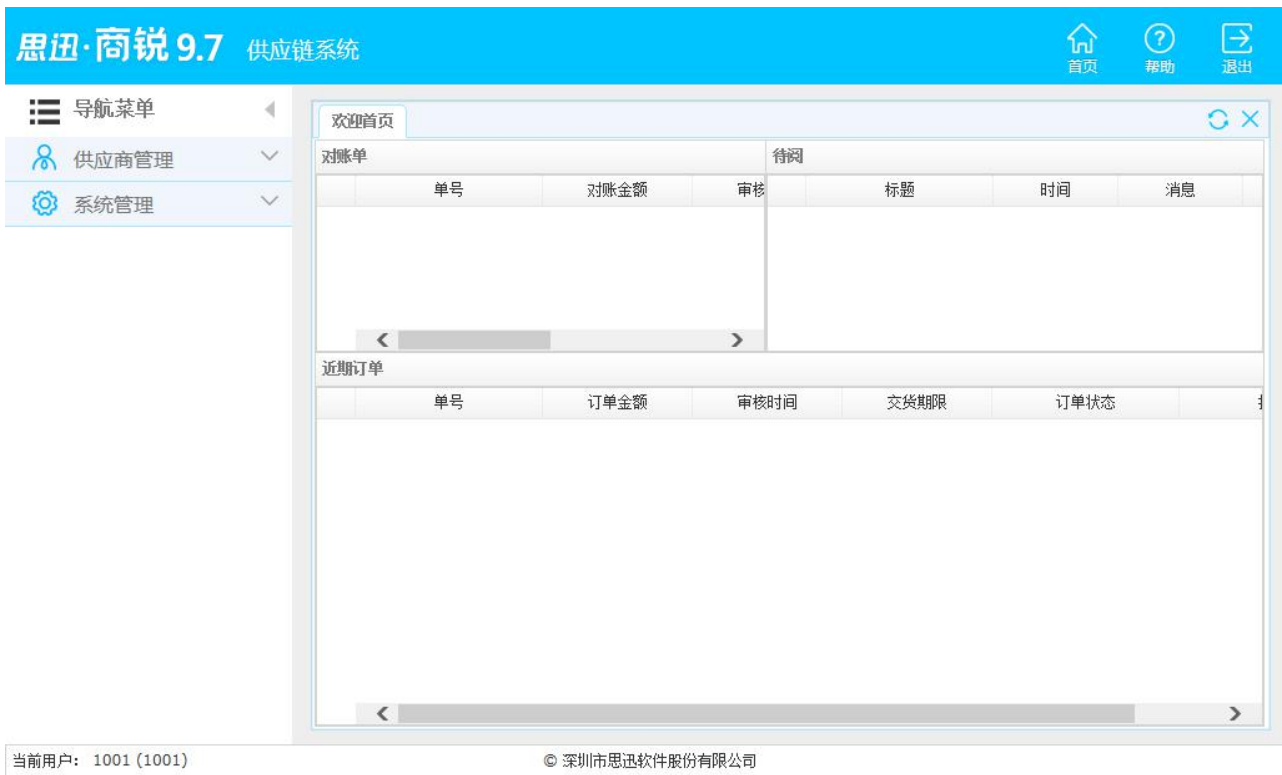 思迅·商锐 9.7 供应链系统
首页 帮助 退出
导航菜单
供应商管理
系统管理
欢迎首页
对账单
单号 对账金额 审核
待阅
标题 时间 消息
近期订单
单号 订单金额 审核时间 交货期限 订单状态
当前用户: 1001 (1001)
© 深圳市思迅软件股份有限公司